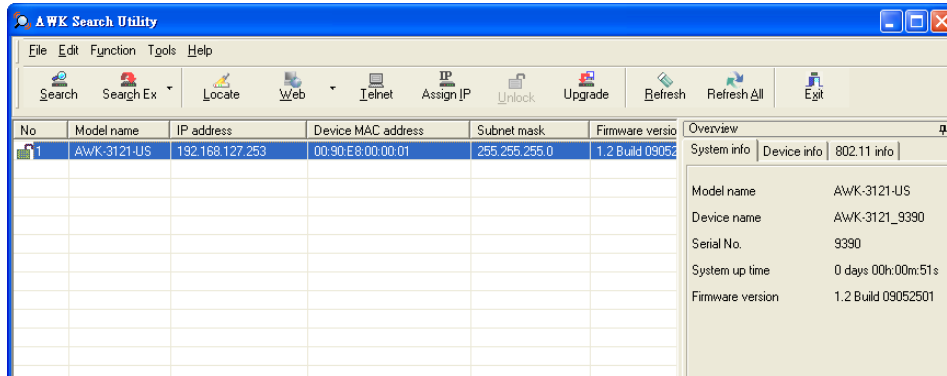 AWK Search Utility
File Edit Function Tools Help
Search Search Ex Locate Web Telnet IP Assign IP Unlock Upgrade Refresh Refresh All Exit
No Model name IP address Device MAC address Subnet mask Firmware versio
1 AWK-3121-US 192.168.127.253 00:90:E8:00:00:01 255.255.255.0 1.2 Build 09052
Overview
System info Device info 802.11 info
Model name AWK-3121-US
Device name AWK-3121_9390
Serial No. 9390
System up time 0 days 00h:00m:51s
Firmware version 1.2 Build 09052501